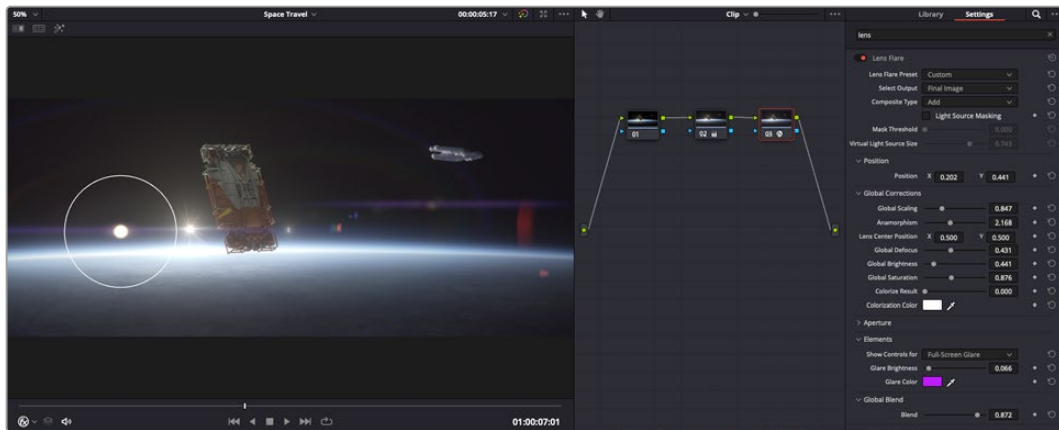 50% Space Travel 00:00:05:17 Clip Library Settings
lens
Lens Flare
Lens Flare Preset Custom
Select Output Final Image
Composite Type Add
Light Source Masking
Mask Threshold 0.000
Virtual Light Source Size 0.743
Position
Position X 0.202 Y 0.441
Global Corrections
Global Scaling 0.847
Anamorphism 2.168
Lens Center Position X 0.500 Y 0.500
Global Defocus 0.431
Global Brightness 0.441
Global Saturation 0.876
Colorize Result 0.000
Colorization Color
Aperture
Elements
Show Controls for Full-Screen Glare
Glare Brightness 0.066
Glare Color
Global Blend
Blend 0.872
01
02
03
01:00:07:01